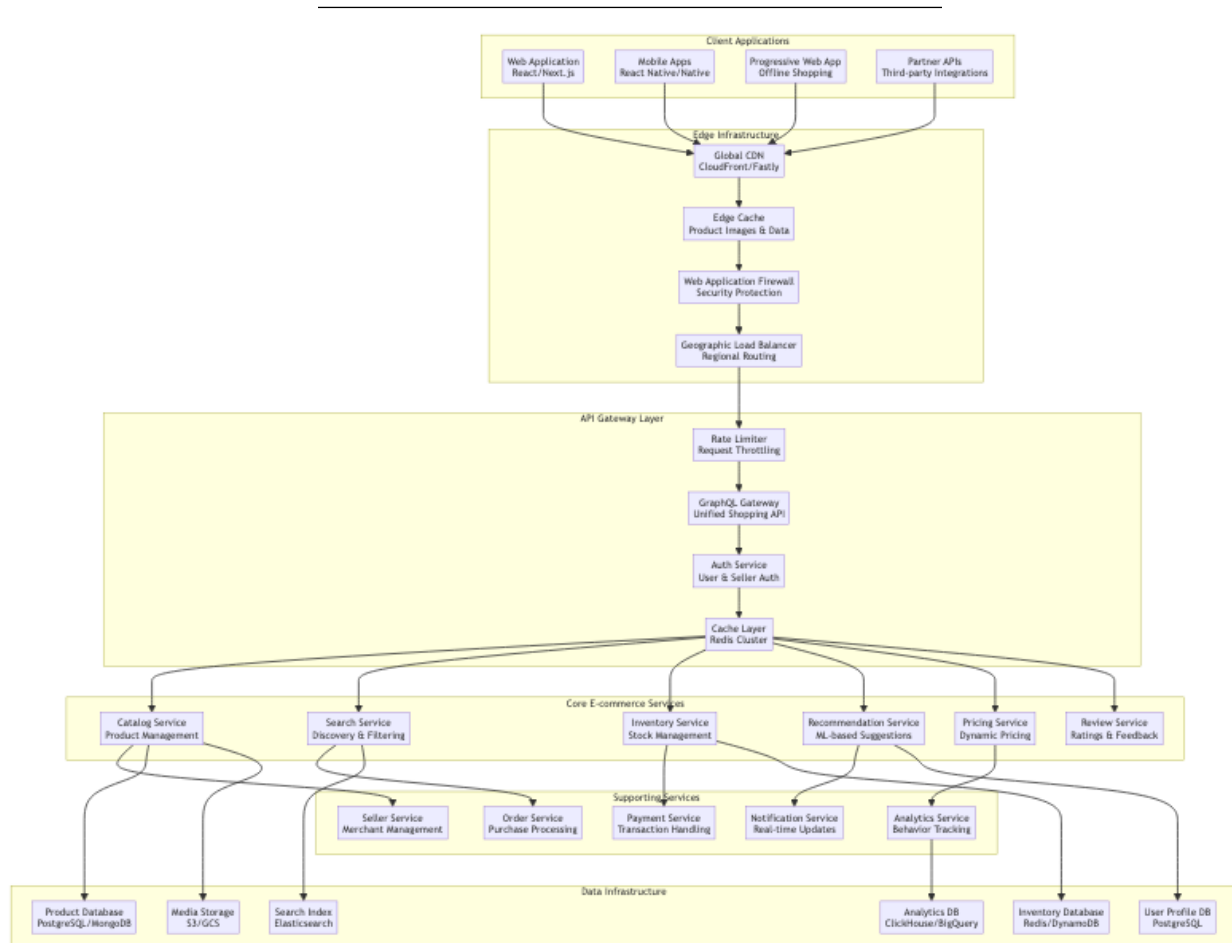 Client Applications
Web Application
React/Next.js
Mobile Apps
React Native/Native
Progressive Web App
Offline Shopping
Partner APIs
Third-party Integrations
Edge Infrastructure
Global CDN
CloudFront/Fastly
Edge Cache
Product Images & Data
Web Application Firewall
Security Protection
Geographic Load Balancer
Regional Routing
API Gateway Layer
Rate Limiter
Request Throttling
GraphQL Gateway
Unified Shopping API
Auth Service
User & Seller Auth
Cache Layer
Redis Cluster
Core E-commerce Services
Catalog Service
Product Management
Search Service
Discovery & Filtering
Inventory Service
Stock Management
Recommendation Service
ML-based Suggestions
Pricing Service
Dynamic Pricing
Review Service
Ratings & Feedback
Supporting Services
Seller Service
Merchant Management
Order Service
Purchase Processing
Payment Service
Transaction Handling
Notification Service
Real-time Updates
Analytics Service
Behavior Tracking
Data Infrastructure
Product Database
PostgreSQL/MongoDB
Media Storage
S3/GCS
Search Index
Elasticsearch
Analytics DB
ClickHouse/BigQuery
Inventory Database
Redis/DynamoDB
User Profile DB
PostgreSQL